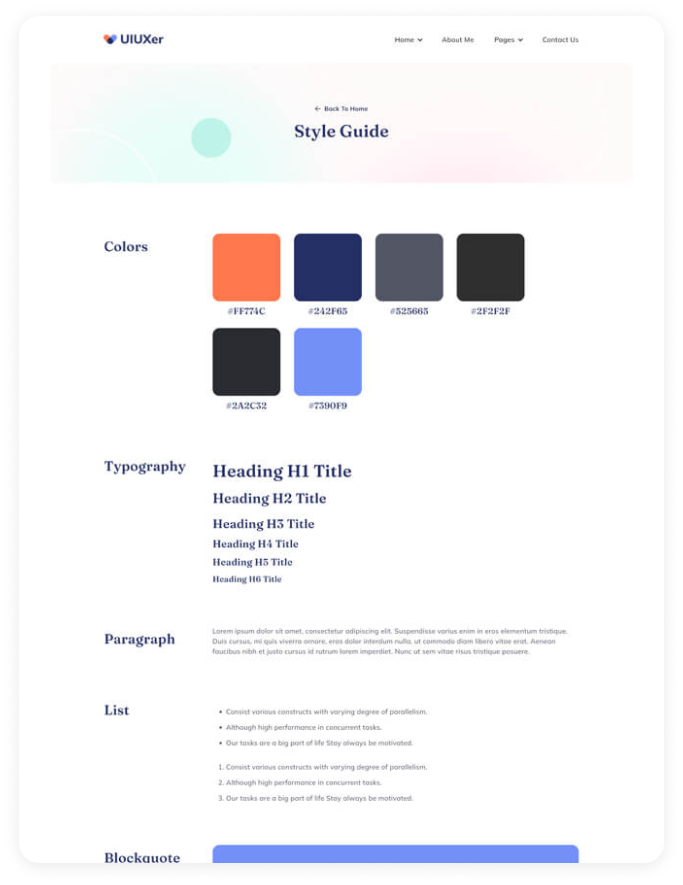 UIUXer
Home About Me Pages Contact Us
← Back To Home
Style Guide
Colors
#FF774C #242F65 #525665 #2F2F2F
#2A2C32 #7390F9
Typography
Heading H1 Title
Heading H2 Title
Heading H3 Title
Heading H4 Title
Heading H5 Title
Heading H6 Title
Paragraph
Lorem ipsum dolor sit amet, consectetur adipiscing elit. Suspendisse varius enim in eros elementum tristique.
Duis cursus, mi quis viverra ornare, eros dolor interdum nulla, ut commodo diam libero vitae erat. Aenean
faucibus nibh et justo cursus id rutrum lorem imperdiet. Nunc ut sem vitae risus tristique posuere.
List
• Consist various constructs with varying degree of parallelism.
• Although high performance in concurrent tasks.
• Our tasks are a big part of life Stay always be motivated.
1. Consist various constructs with varying degree of parallelism.
2. Although high performance in concurrent tasks.
3. Our tasks are a big part of life Stay always be motivated.
Blockquote